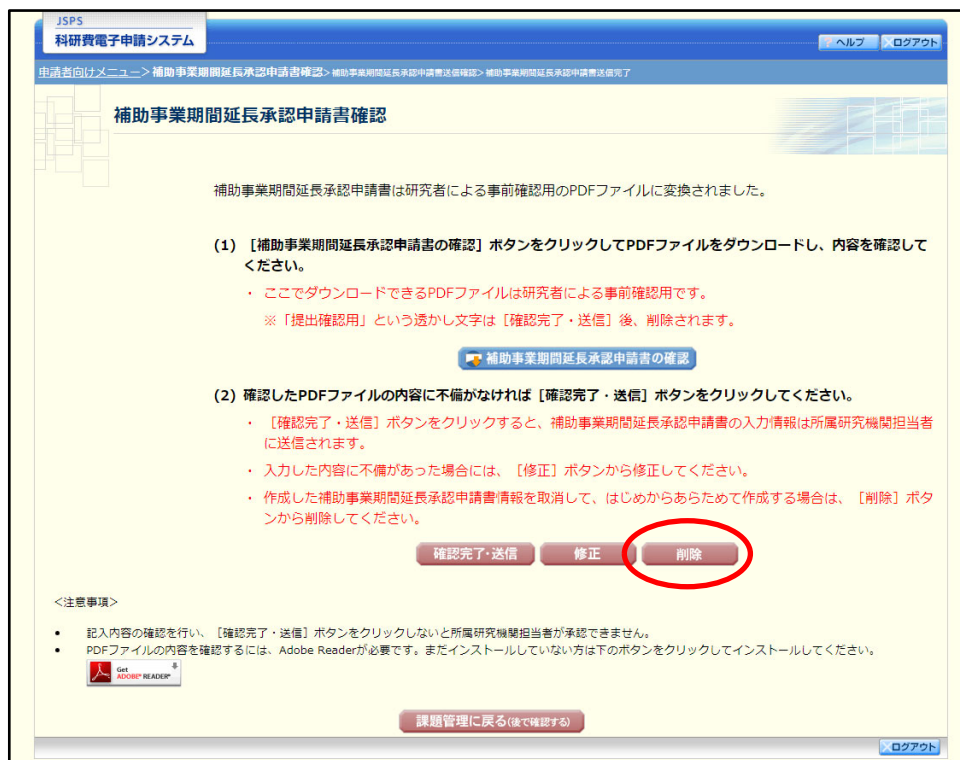 JSPS
科研費電子申請システム
ヘルプ
ログアウト
申請者向けメニュー>補助事業期間延長承認申請書確認>補助事業期間延長承認申請書送信確認>補助事業期間延長承認申請書送信完了
補助事業期間延長承認申請書確認
補助事業期間延長承認申請書は研究者による事前確認用のPDFファイルに変換されました。
(1) [補助事業期間延長承認申請書の確認] ボタンをクリックしてPDFファイルをダウンロードし、内容を確認して
ください。
・ ここでダウンロードできるPDFファイルは研究者による事前確認用です。
※「提出確認用」という透かし文字は[確認完了・送信]後、削除されます。
補助事業期間延長承認申請書の確認
(2) 確認したPDFファイルの内容に不備がなければ[確認完了・送信]ボタンをクリックしてください。
・ [確認完了・送信]ボタンをクリックすると、補助事業期間延長承認申請書の入力情報は所属研究機関担当者
に送信されます。
・ 入力した内容に不備があった場合には、[修正]ボタンから修正してください。
・ 作成した補助事業期間延長承認申請書情報を取消して、はじめからあらためて作成する場合は、[削除]ボタ
ンから削除してください。
確認完了・送信
修正
削除
<注意事項>
• 記入内容の確認を行い、[確認完了・送信]ボタンをクリックしないと所属研究機関担当者が承認できません。
• PDFファイルの内容を確認するには、Adobe Readerが必要です。まだインストールしていない方は下のボタンをクリックしてインストールしてください。
Get
ADOBE® READER®
課題管理に戻る(後で確認する)
ログアウト